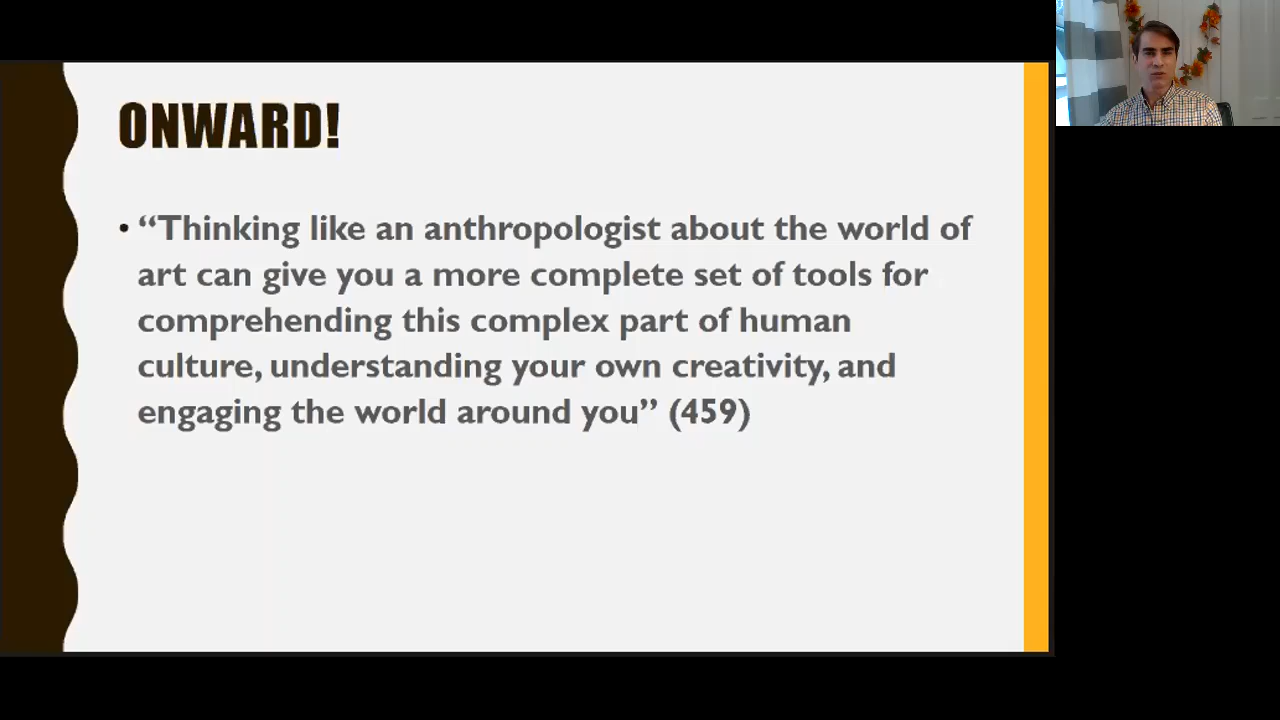 ONWARD!
• “Thinking like an anthropologist about the world of
art can give you a more complete set of tools for
comprehending this complex part of human
culture, understanding your own creativity, and
engaging the world around you” (459)